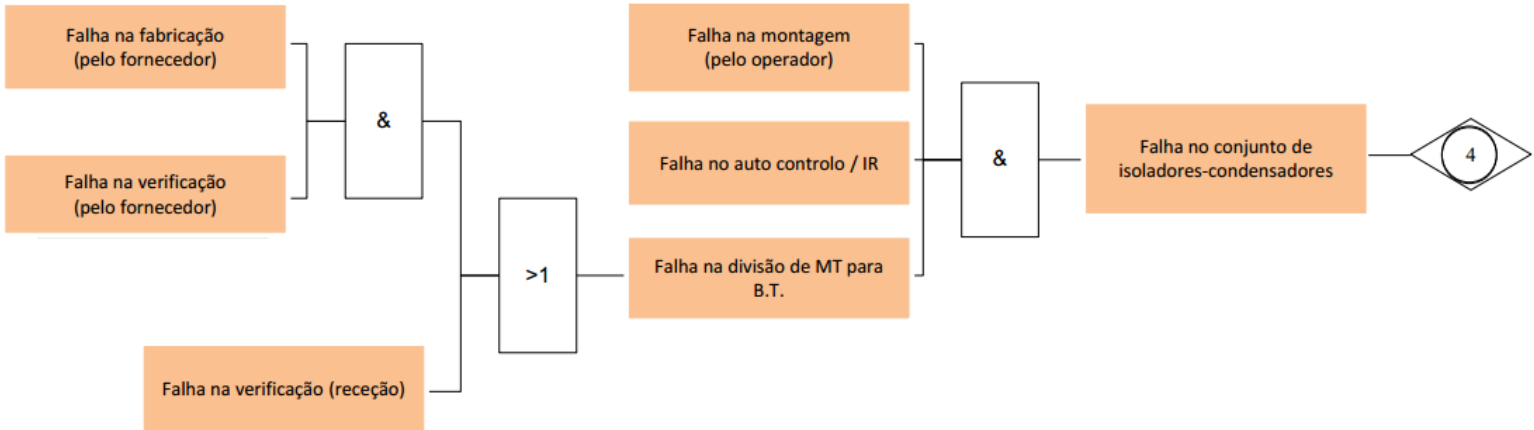 Falha na fabricação
(pelo fornecedor)
Falha na verificação
(pelo fornecedor)
&
>1
Falha na verificação (receção)
Falha na montagem
(pelo operador)
Falha no auto controlo / IR
Falha na divisão de MT para
B.T.
&
Falha no conjunto de
isoladores-condensadores
4